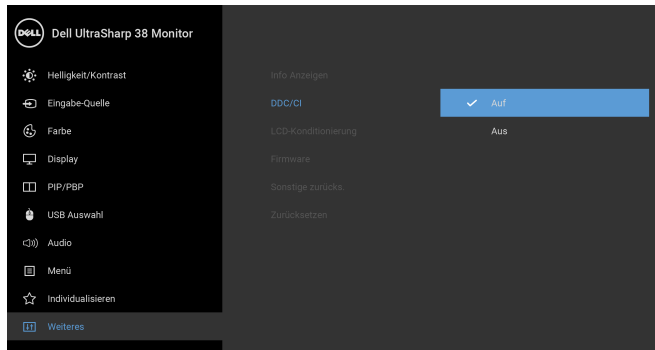 DELL Dell UltraSharp 38 Monitor
Helligkeit/Kontrast
Eingabe-Quelle
Farbe
Display
PIP/PBP
USB Auswahl
Audio
Menü
Individualisieren
Weiteres
Info Anzeigen
DDC/CI
LCD-Konditionierung
Firmware
Sonstige zurücks.
Zurücksetzen
Auf
Aus